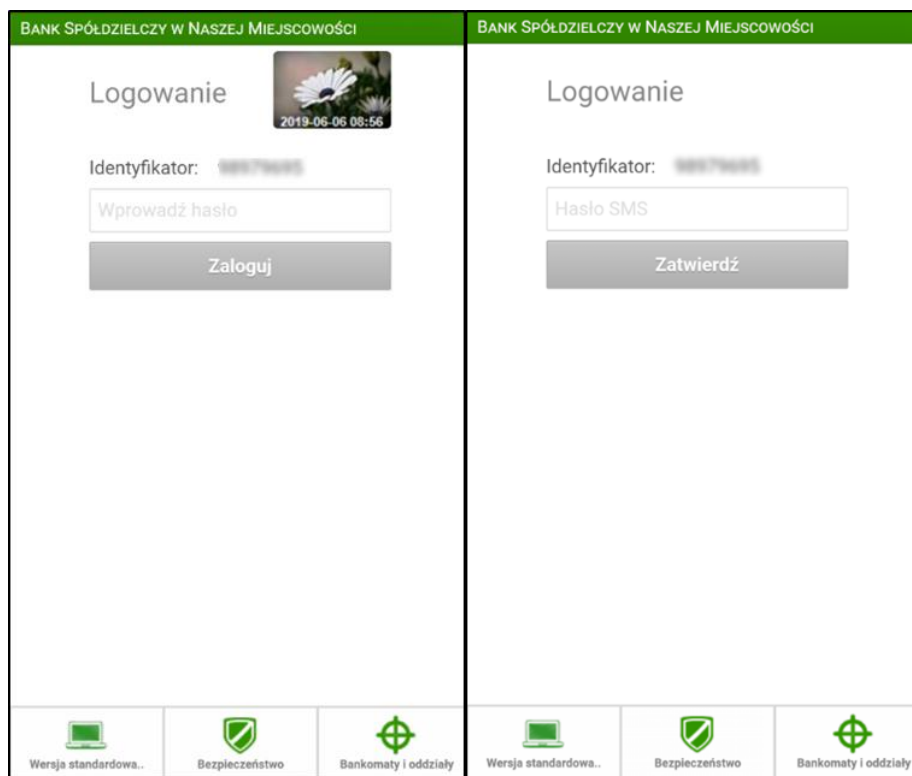 BANK SPÓŁDZIELCZY W NASZEJ MIEJSCOWOŚCI
Logowanie
2019-06-06 08:56
Identyfikator:
Wprowadź hasło
Zaloguj
Wersja standardowa..
Bezpieczeństwo
Bankomaty i oddziały
BANK SPÓŁDZIELCZY W NASZEJ MIEJSCOWOŚCI
Logowanie
Identyfikator:
Hasło SMS
Zatwierdź
Wersja standardowa..
Bezpieczeństwo
Bankomaty i oddziały